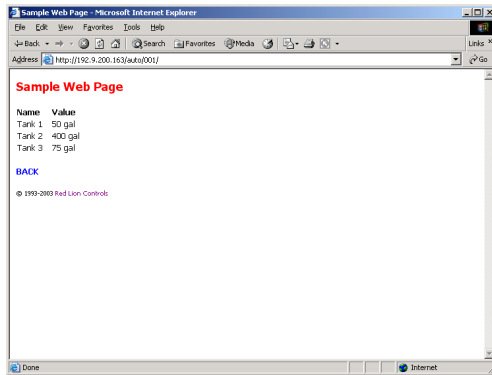 Sample Web Page - Microsoft Internet Explorer
File Edit View Favorites Tools Help
Back Search Favorites Media Links
Address http://192.9.200.163/auto/001/ Go
Sample Web Page
Name Value
Tank 1 50 gal
Tank 2 400 gal
Tank 3 75 gal
BACK
© 1993-2003 Red Lion Controls
Done Internet